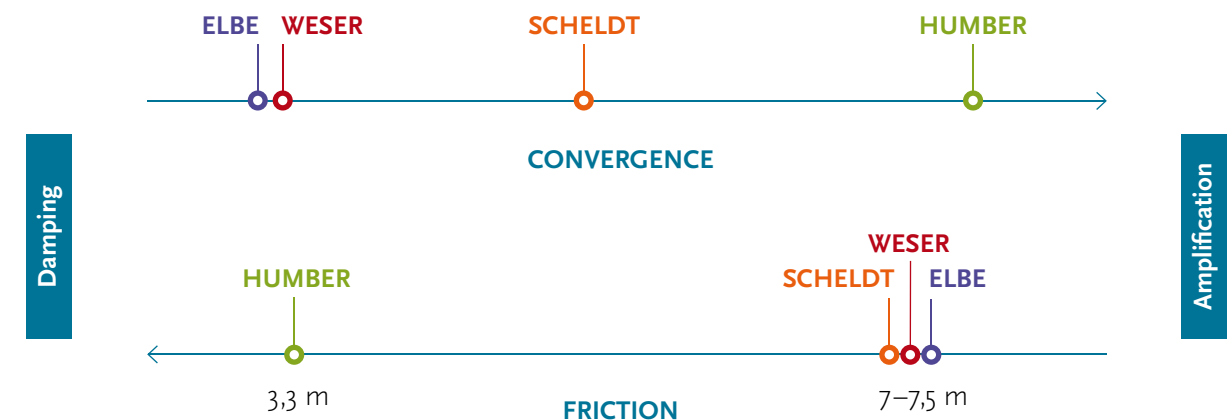 ELBE WESER SCHELDT HUMBER
CONVERGENCE
Damping
Amplification
WESER
HUMBER SCHELDT ELBE
3,3 m 7–7,5 m
FRICTION